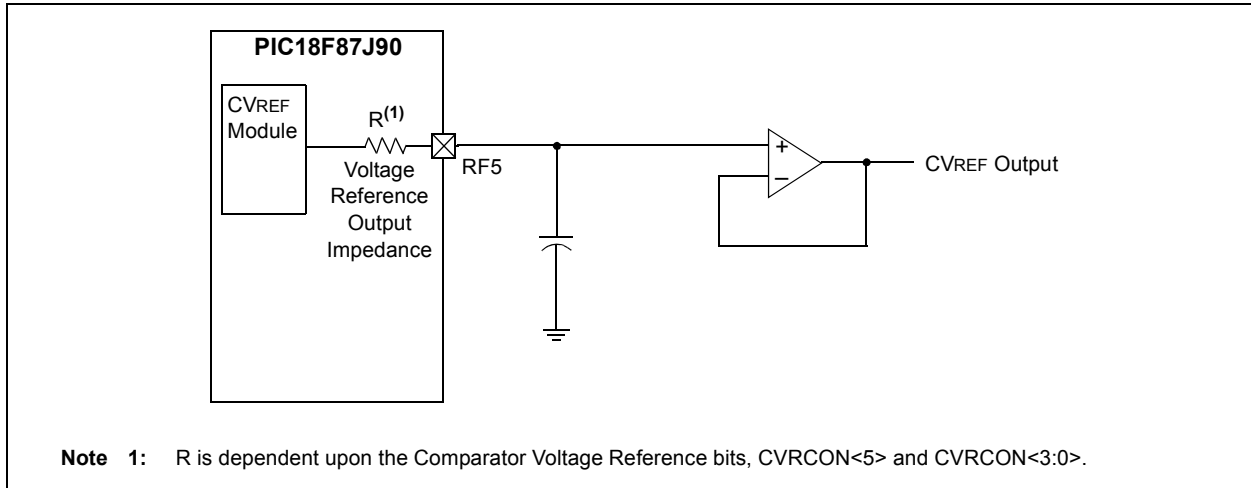 PIC18F87J90
CVREF
Module
R(1)
Voltage
Reference
Output
Impedance
RF5
+
–
CVREF Output
Note 1: R is dependent upon the Comparator Voltage Reference bits, CVRCON<5> and CVRCON<3:0>.